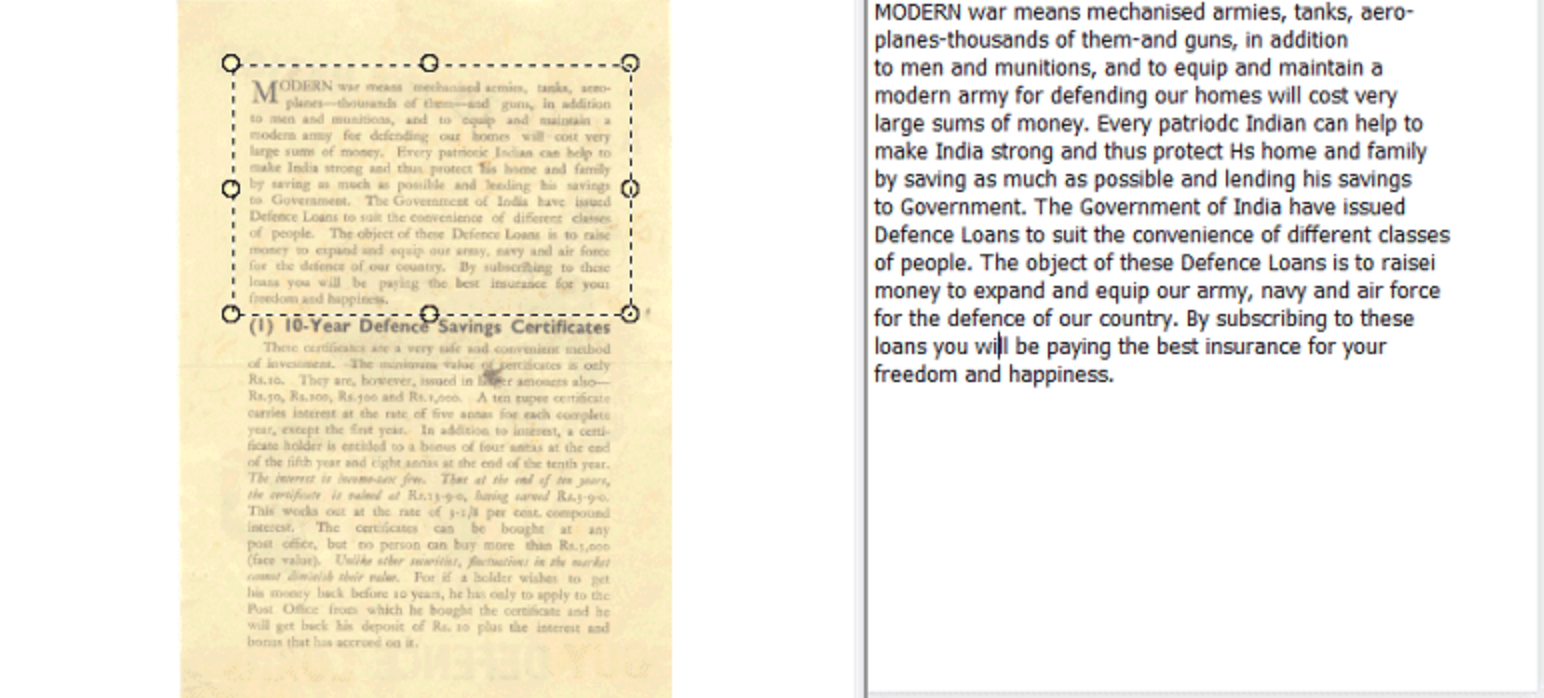 MODERN war means mechanised armies, tanks, aero-
planes—thousands of them—and guns, in addition
to men and munitions, and to equip and maintain a
modern army for defending our homes will cost very
large sums of money. Every patriotic Indian can help to
make India strong and thus protect his home and family
by saving as much as possible and lending his savings
to Government. The Government of India have issued
Defence Loans to suit the convenience of different classes
of people. The object of these Defence Loans is to raise
money to expand and equip our army, navy and air force
for the defence of our country. By subscribing to these
loans you will be paying the best insurance for your
freedom and happiness.
(1) 10-Year Defence Savings Certificates
These certificates are a very safe and convenient method
of investment. The minimum value of certificates is only
Rs.10. They are, however, issued in larger amounts also—
Rs.50, Rs.100, Rs.500 and Rs.1,000. A ten rupee certificate
carries interest at the rate of five annas for each complete
year, except the first year. In addition to interest, a certi-
ficate holder is entitled to a bonus of four annas at the end
of the fifth year and eight annas at the end of the tenth year.
The interest is income-tax free. Thus at the end of ten years,
the certificate is valued at Rs.13-9-0, having earned Rs.3-9-0.
This works out at the rate of 3-1/8 per cent. compound
interest. The certificates can be bought at any
post office, but no person can buy more than Rs.5,000
(face value). Unlike other securities, fluctuations in the market
cannot diminish their value. For if a holder wishes to get
his money back before 10 years, he has only to apply to the
Post Office from which he bought the certificate and he
will get back his deposit of Rs. 10 plus the interest and
bonus that has accrued on it.
MODERN war means mechanised armies, tanks, aero-
planes-thousands of them-and guns, in addition
to men and munitions, and to equip and maintain a
modern army for defending our homes will cost very
large sums of money. Every patriodc Indian can help to
make India strong and thus protect Hs home and family
by saving as much as possible and lending his savings
to Government. The Government of India have issued
Defence Loans to suit the convenience of different classes
of people. The object of these Defence Loans is to raisei
money to expand and equip our army, navy and air force
for the defence of our country. By subscribing to these
loans you will be paying the best insurance for your
freedom and happiness.